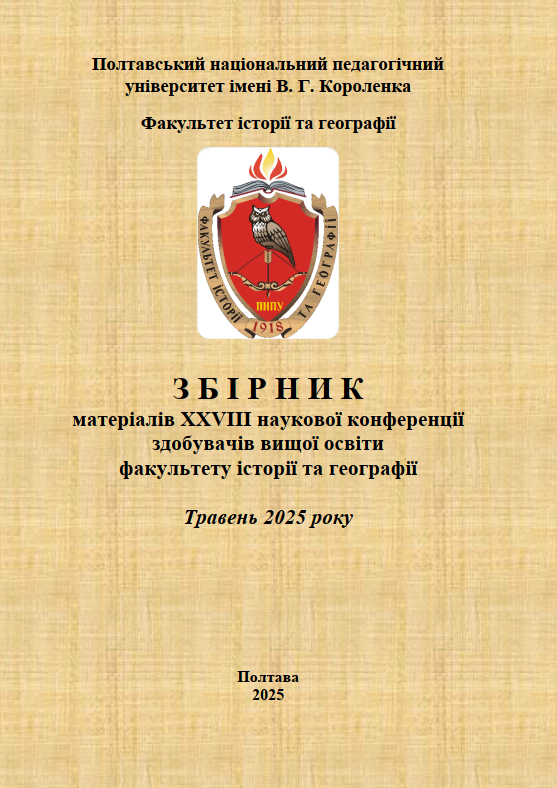 Полтавський національний педагогічний
університет імені В. Г. Короленка
Факультет історії та географії
ФАКУЛЬТЕТ ІСТОРІЇ
ТА ГЕОГРАФІЇ
ПНПУ
1918
З Б І Р Н И К
матеріалів XXVIII наукової конференції
здобувачів вищої освіти
факультету історії та географії
Травень 2025 року
Полтава
2025